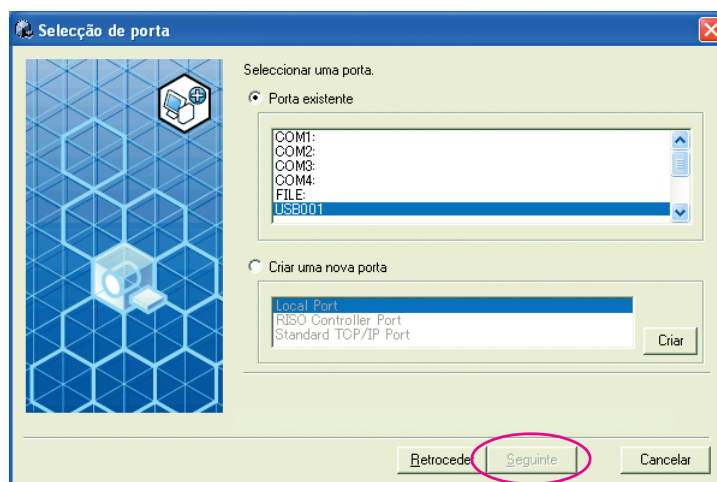 Selecção de porta
Seleccionar uma porta.
Porta existente
COM1:
COM2:
COM3:
COM4:
FILE:
USB001
Criar uma nova porta
Local Port
RISO Controller Port
Standard TCP/IP Port
Criar
Retroceder Seguinte Cancelar